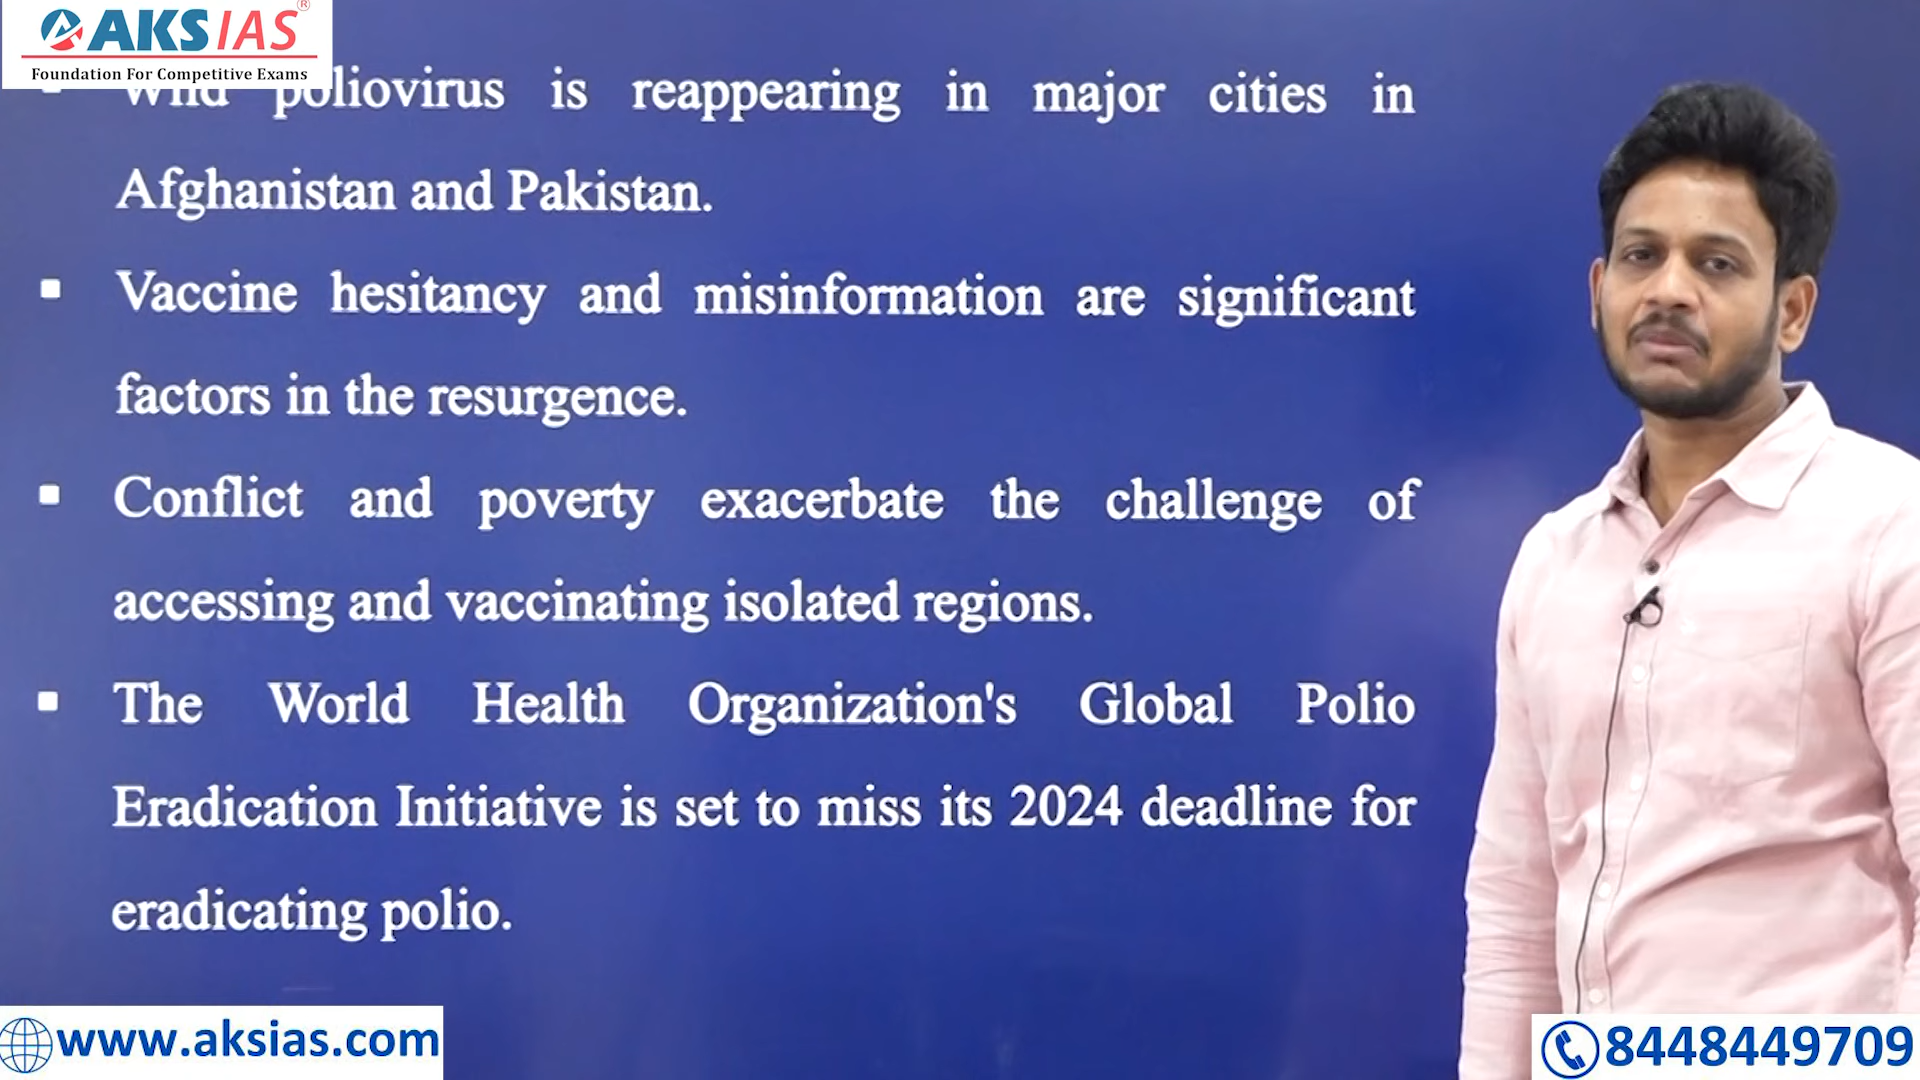 AKS IAS®
Foundation For Competitive Exams
Wild poliovirus is reappearing in major cities in
Afghanistan and Pakistan.
▪ Vaccine hesitancy and misinformation are significant
factors in the resurgence.
▪ Conflict and poverty exacerbate the challenge of
accessing and vaccinating isolated regions.
▪ The World Health Organization's Global Polio
Eradication Initiative is set to miss its 2024 deadline for
eradicating polio.
www.aksias.com
8448449709